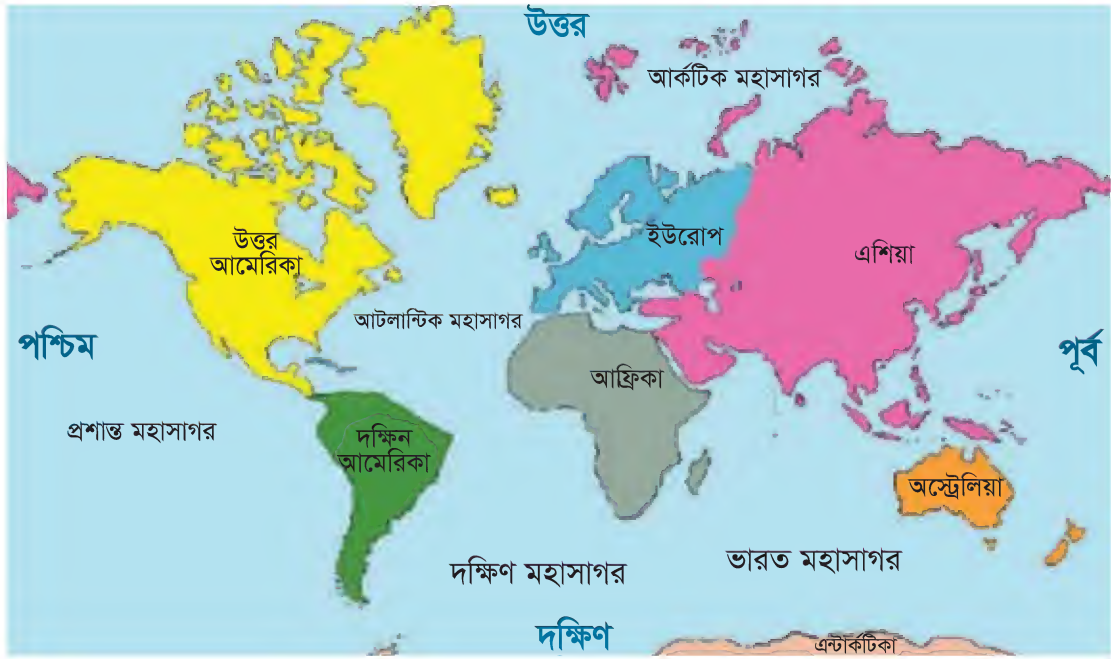 উত্তর
আর্কটিক মহাসাগর
উত্তর
আমেরিকা
ইউরোপ
এশিয়া
আটলান্টিক মহাসাগর
পশ্চিম
পূর্ব
আফ্রিকা
প্রশান্ত মহাসাগর
দক্ষিন
আমেরিকা
অস্ট্রেলিয়া
দক্ষিণ মহাসাগর
ভারত মহাসাগর
দক্ষিণ
এন্টার্কটিকা